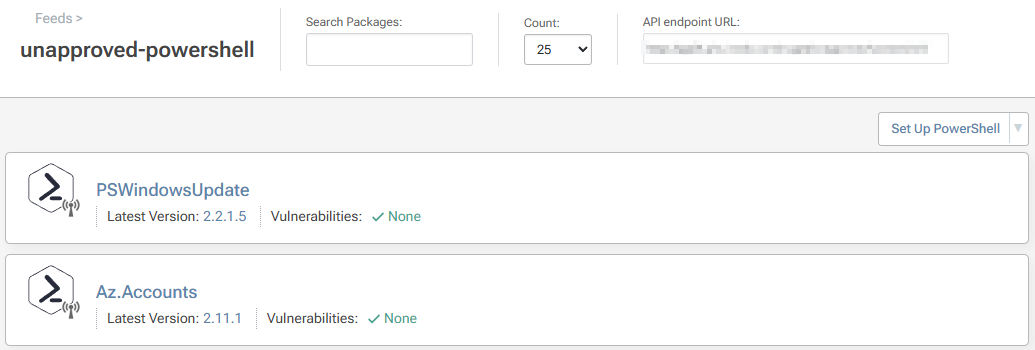 Feeds >
unapproved-powershell
Search Packages:
Count:
25
API endpoint URL:
Set Up PowerShell
PSWindowsUpdate
Latest Version: 2.2.1.5 Vulnerabilities: None
Az.Accounts
Latest Version: 2.11.1 Vulnerabilities: None